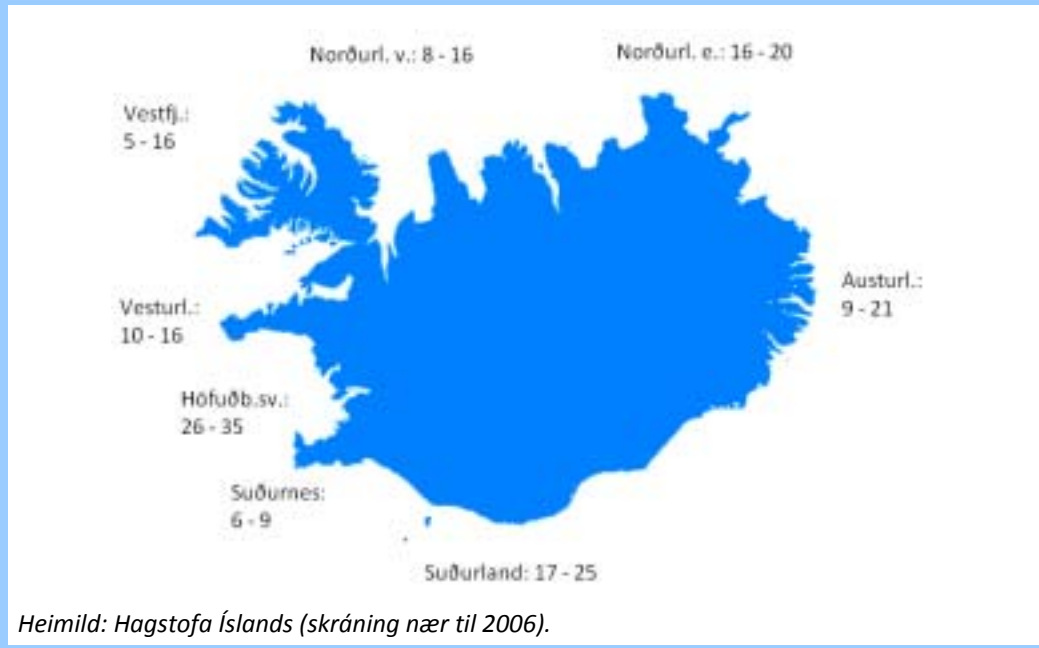 Norðurl. v.: 8 - 16
Norðurl. e.: 16 - 20
Vestfj.:
5 - 16
Austurl.:
9 - 21
Vesturl.:
10 - 16
Höfuðb.sv.:
26 - 35
Suðurnes:
6 - 9
Suðurland: 17 - 25
Heimild: Hagstofa Íslands (skráning nær til 2006).